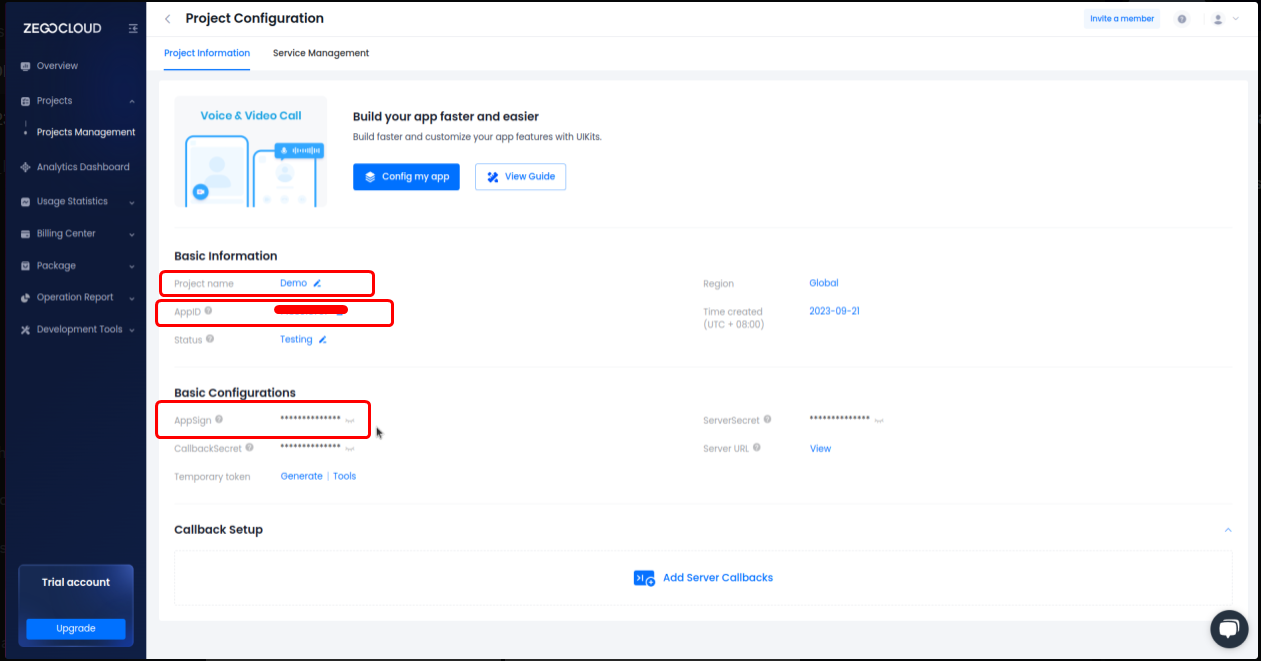 ZEGOCLOUD
Project Configuration
Invite a member
Overview
Projects
Projects Management
Analytics Dashboard
Usage Statistics
Billing Center
Package
Operation Report
Development Tools
Trial account
Upgrade
Project Information
Service Management
Voice & Video Call
Build your app faster and easier
Build faster and customize your app features with UIKits.
Config my app
View Guide
Basic Information
Project name
Demo
Region
Global
AppID
Time created
(UTC + 08:00)
2023-09-21
Status
Testing
Basic Configurations
AppSign
**************
ServerSecret
**************
CallbackSecret
**************
Server URL
View
Temporary token
Generate | Tools
Callback Setup
Add Server Callbacks